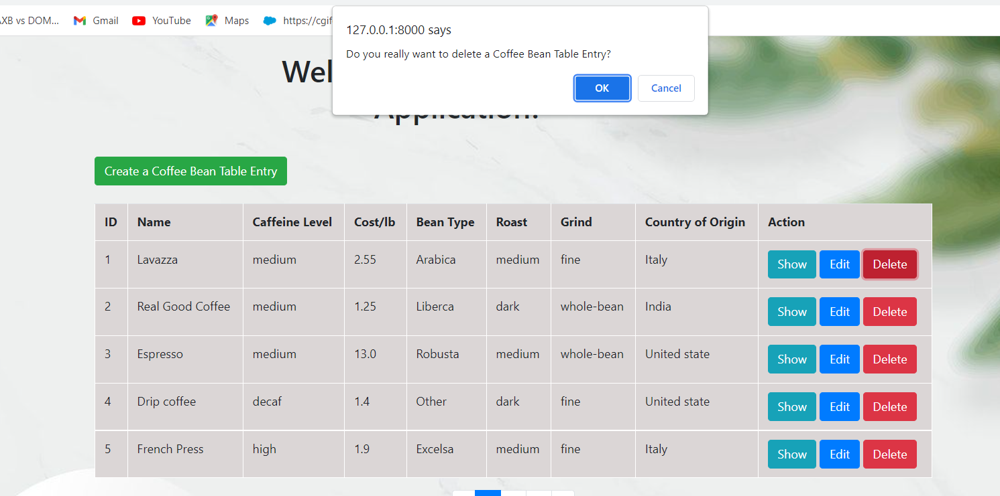 AXB vs DOM... Gmail YouTube Maps https://cgif
127.0.0.1:8000 says
Do you really want to delete a Coffee Bean Table Entry?
OK Cancel
Wel
Application!
Create a Coffee Bean Table Entry
ID Name Caffeine Level Cost/lb Bean Type Roast Grind Country of Origin Action
1 Lavazza medium 2.55 Arabica medium fine Italy Show Edit Delete
2 Real Good Coffee medium 1.25 Liberca dark whole-bean India Show Edit Delete
3 Espresso medium 13.0 Robusta medium whole-bean United state Show Edit Delete
4 Drip coffee decaf 1.4 Other dark fine United state Show Edit Delete
5 French Press high 1.9 Excelsa medium fine Italy Show Edit Delete